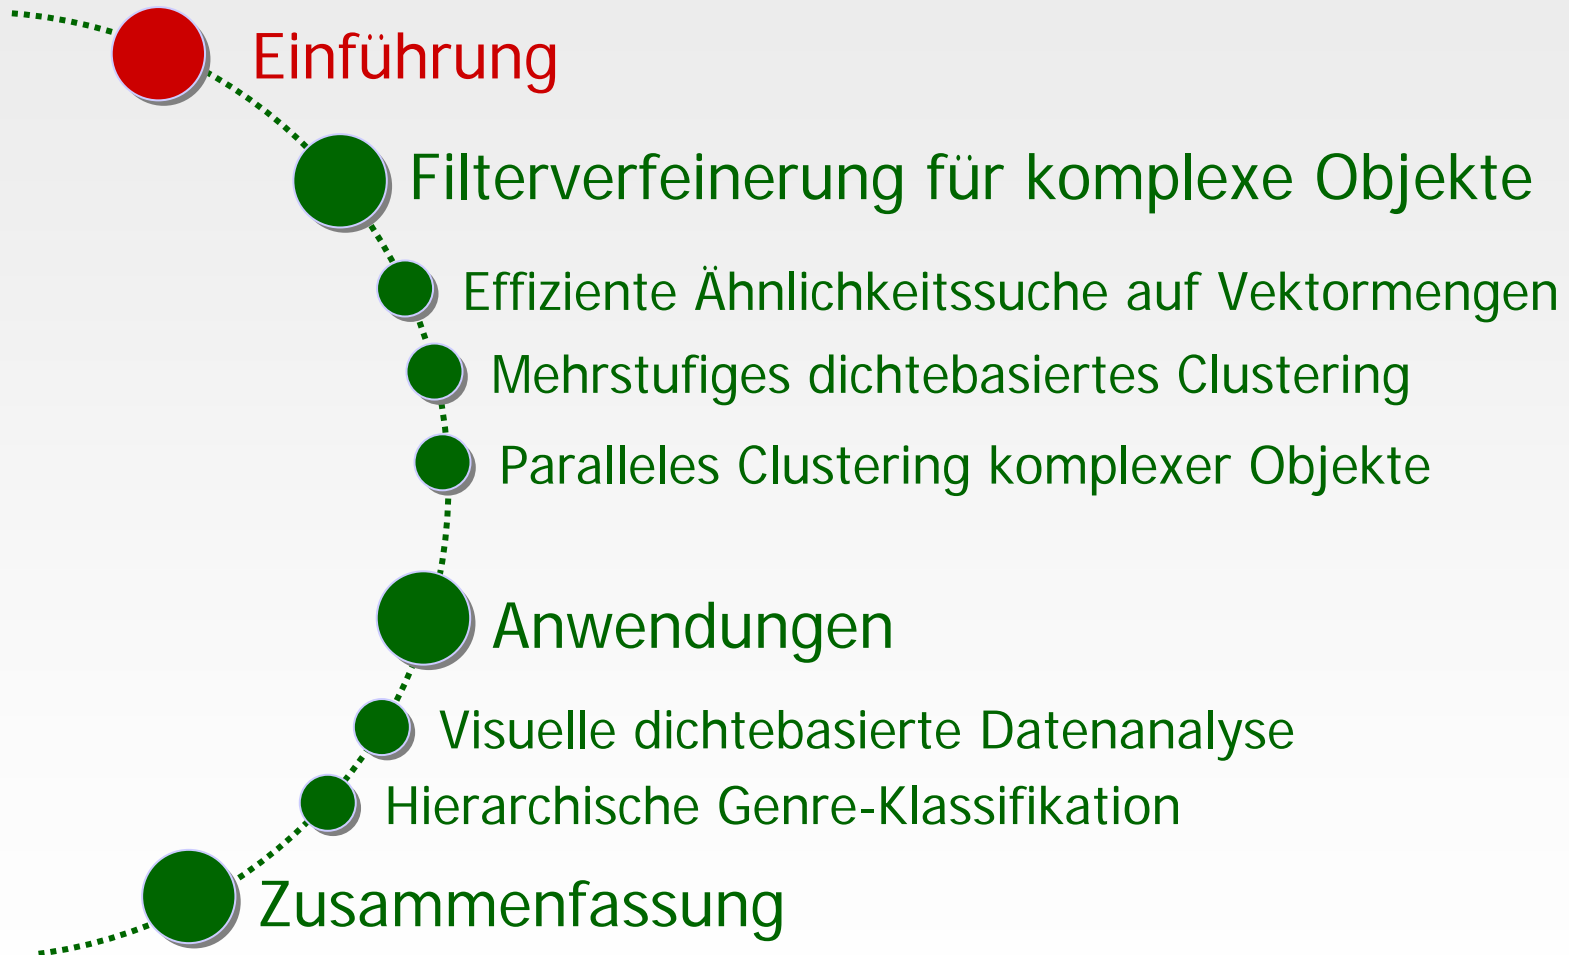 Einführung
Filterverfeinerung für komplexe Objekte
Effiziente Ähnlichkeitssuche auf Vektormengen
Mehrstufiges dichtebasiertes Clustering
Paralleles Clustering komplexer Objekte
Anwendungen
Visuelle dichtebasierte Datenanalyse
Hierarchische Genre-Klassifikation
Zusammenfassung